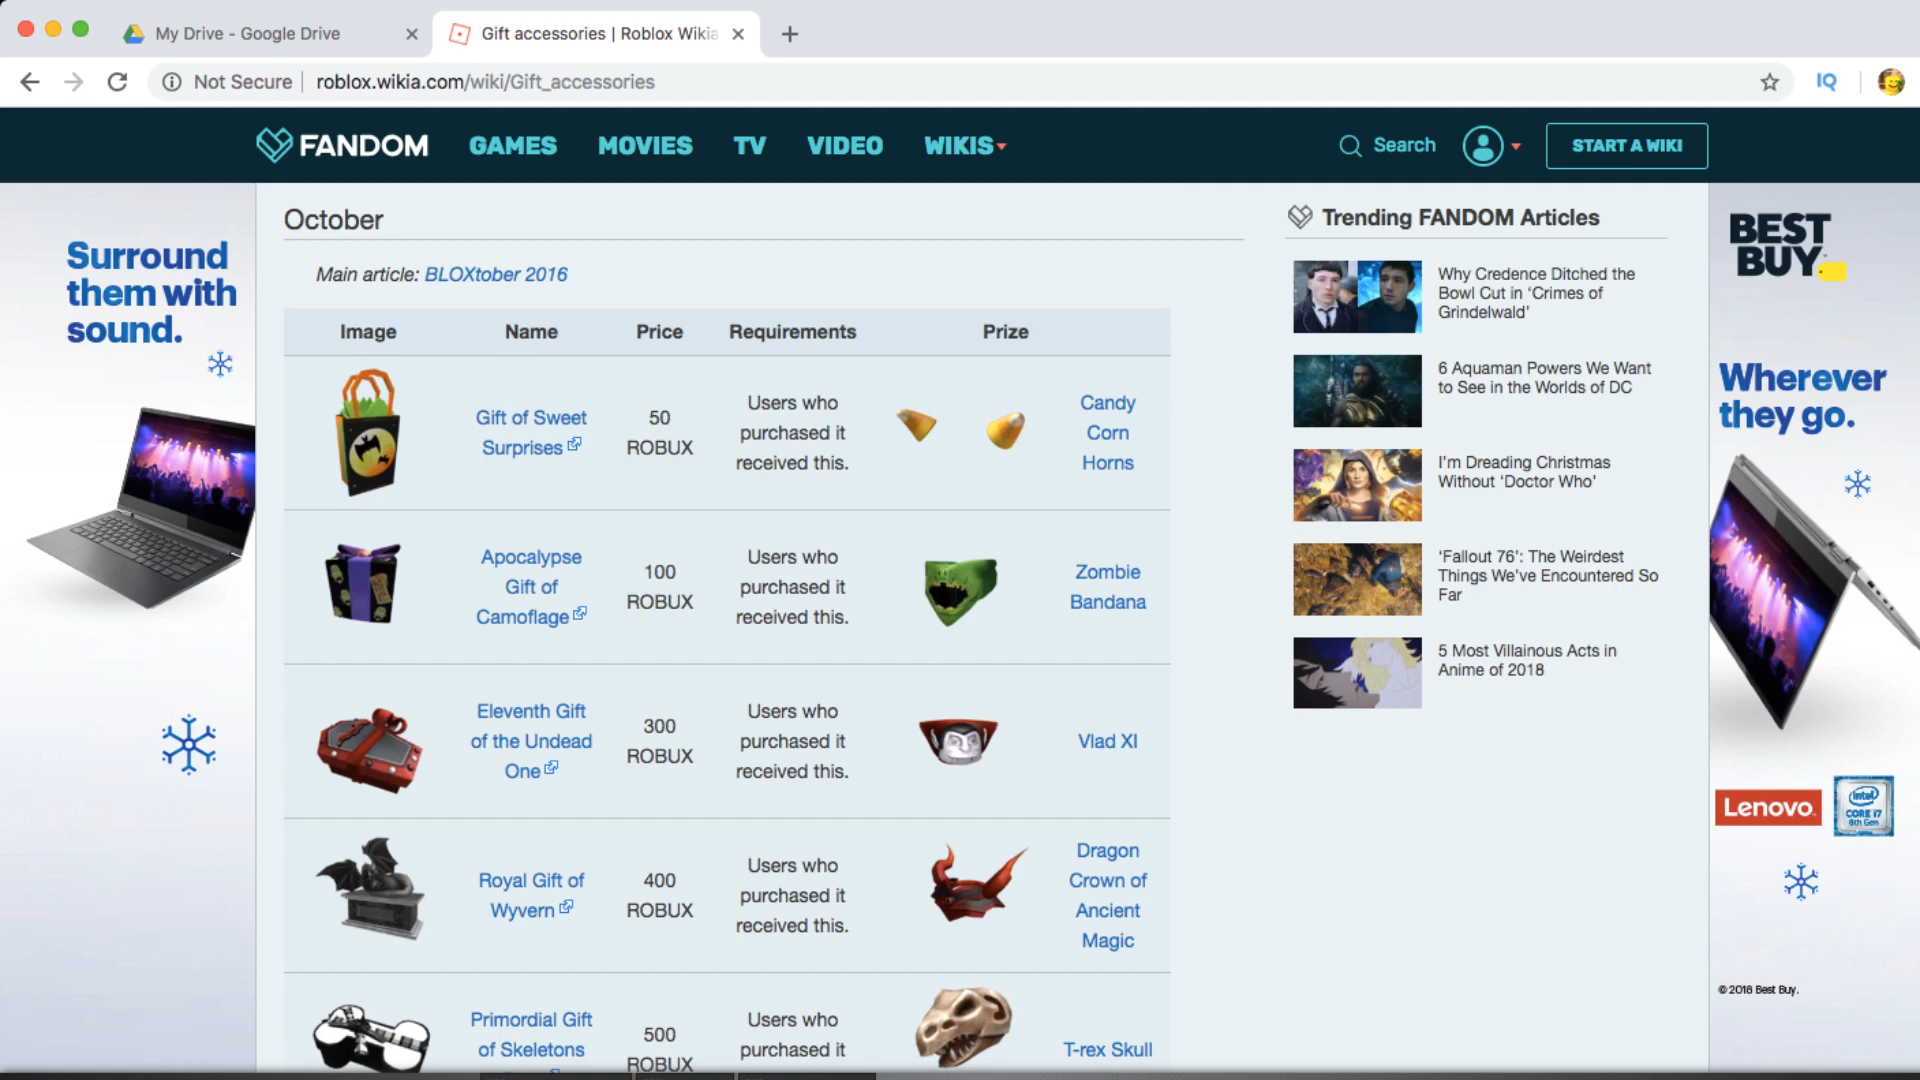 My Drive - Google Drive
Gift accessories | Roblox Wikia
Not Secure
roblox.wikia.com/wiki/Gift_accessories
IQ
FANDOM
GAMES
MOVIES
TV
VIDEO
WIKIS
Search
START A WIKI
October
Main article: BLOXtober 2016
Image Name Price Requirements Prize
Gift of Sweet
Surprises
50
ROBUX
Users who
purchased it
received this.
Candy
Corn
Horns
Apocalypse
Gift of
Camoflage
100
ROBUX
Users who
purchased it
received this.
Zombie
Bandana
Eleventh Gift
of the Undead
One
300
ROBUX
Users who
purchased it
received this.
Vlad XI
Royal Gift of
Wyvern
400
ROBUX
Users who
purchased it
received this.
Dragon
Crown of
Ancient
Magic
Primordial Gift
of Skeletons
500
ROBUX
Users who
purchased it
T-rex Skull
Trending FANDOM Articles
Why Credence Ditched the
Bowl Cut in ‘Crimes of
Grindelwald’
6 Aquaman Powers We Want
to See in the Worlds of DC
I'm Dreading Christmas
Without ‘Doctor Who’
‘Fallout 76’: The Weirdest
Things We’ve Encountered So
Far
5 Most Villainous Acts in
Anime of 2018
Surround
them with
sound.
BEST
BUY
Wherever
they go.
Lenovo
intel
CORE i7
8th Gen
© 2018 Best Buy.